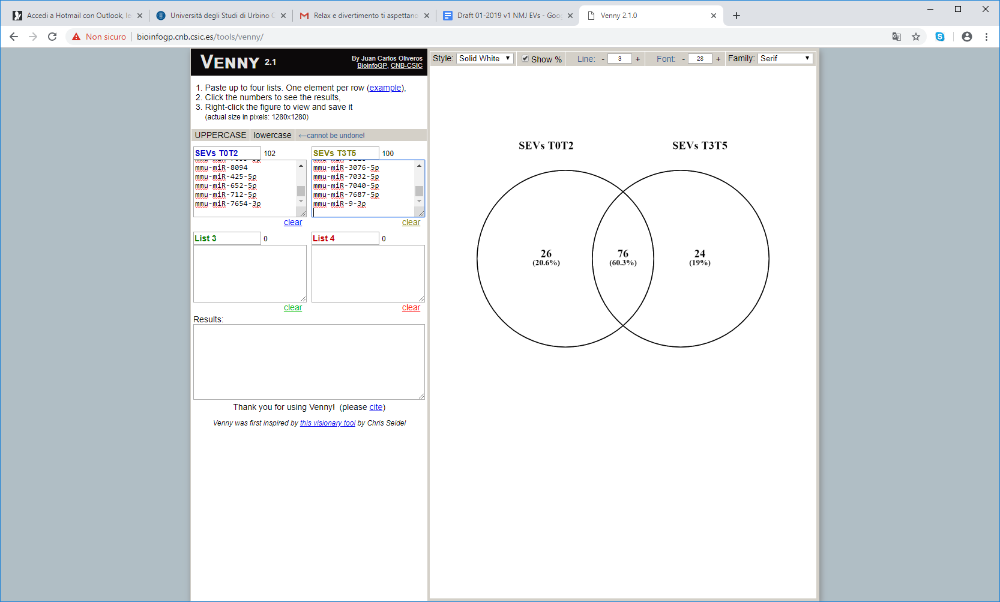 Accedi a Hotmail con Outlook, le
Università degli Studi di Urbino C
Relax e divertimento ti aspettano
Draft 01-2019 v1 NMJ EVs - Goog
Venny 2.1.0
Non sicuro
bioinfogp.cnb.csic.es/tools/venny/
VENNY 2.1
By Juan Carlos Oliveros
BioinfoGP, CNB-CSIC
Style: Solid White
Show %
Line: - 3 +
Font: - 28 +
Family: Serif
1. Paste up to four lists. One element per row (example),
2. Click the numbers to see the results,
3. Right-click the figure to view and save it
(actual size in pixels: 1280x1280)
UPPERCASE lowercase ←cannot be undone!
SEVs T0T2 102
mmu-miR-8094
mmu-miR-425-5p
mmu-miR-652-5p
mmu-miR-712-5p
mmu-miR-7654-3p
clear
SEVs T3T5 100
mmu-miR-3076-5p
mmu-miR-7032-5p
mmu-miR-7040-5p
mmu-miR-7687-5p
mmu-miR-9-3p
clear
List 3 0
clear
List 4 0
clear
Results:
Thank you for using Venny! (please cite)
Venny was first inspired by this visionary tool by Chris Seidel
SEVs T0T2
SEVs T3T5
26
(20.6%)
76
(60.3%)
24
(19%)